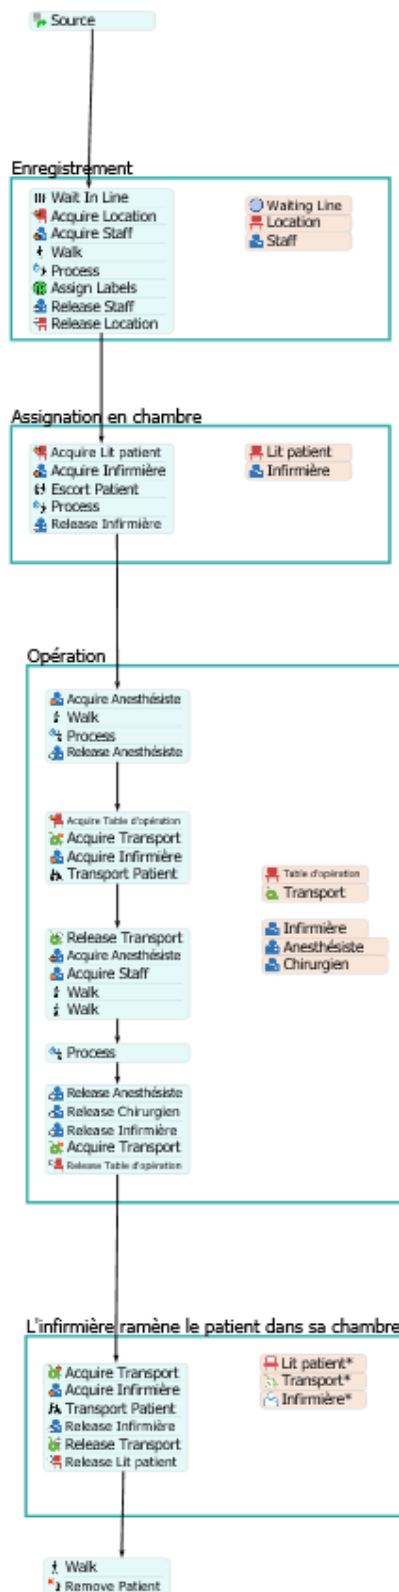 Source
Enregistrement
Wait In Line
Acquire Location
Acquire Staff
Walk
Process
Assign Labels
Release Staff
Release Location
Waiting Line
Location
Staff
Assignation en chambre
Acquire Lit patient
Acquire Infirmière
Escort Patient
Process
Release Infirmière
Lit patient
Infirmière
Opération
Acquire Anesthésiste
Walk
Process
Release Anesthésiste
Acquire Table d'opération
Acquire Transport
Acquire Infirmière
Transport Patient
Release Transport
Acquire Anesthésiste
Acquire Staff
Walk
Walk
Process
Release Anesthésiste
Release Chirurgien
Release Infirmière
Acquire Transport
Release Table d'opération
Table d'opération
Transport
Infirmière
Anesthésiste
Chirurgien
L'infirmière ramène le patient dans sa chambre
Acquire Transport
Acquire Infirmière
Transport Patient
Release Infirmière
Release Transport
Release Lit patient
Lit patient*
Transport*
Infirmière*
Walk
Remove Patient